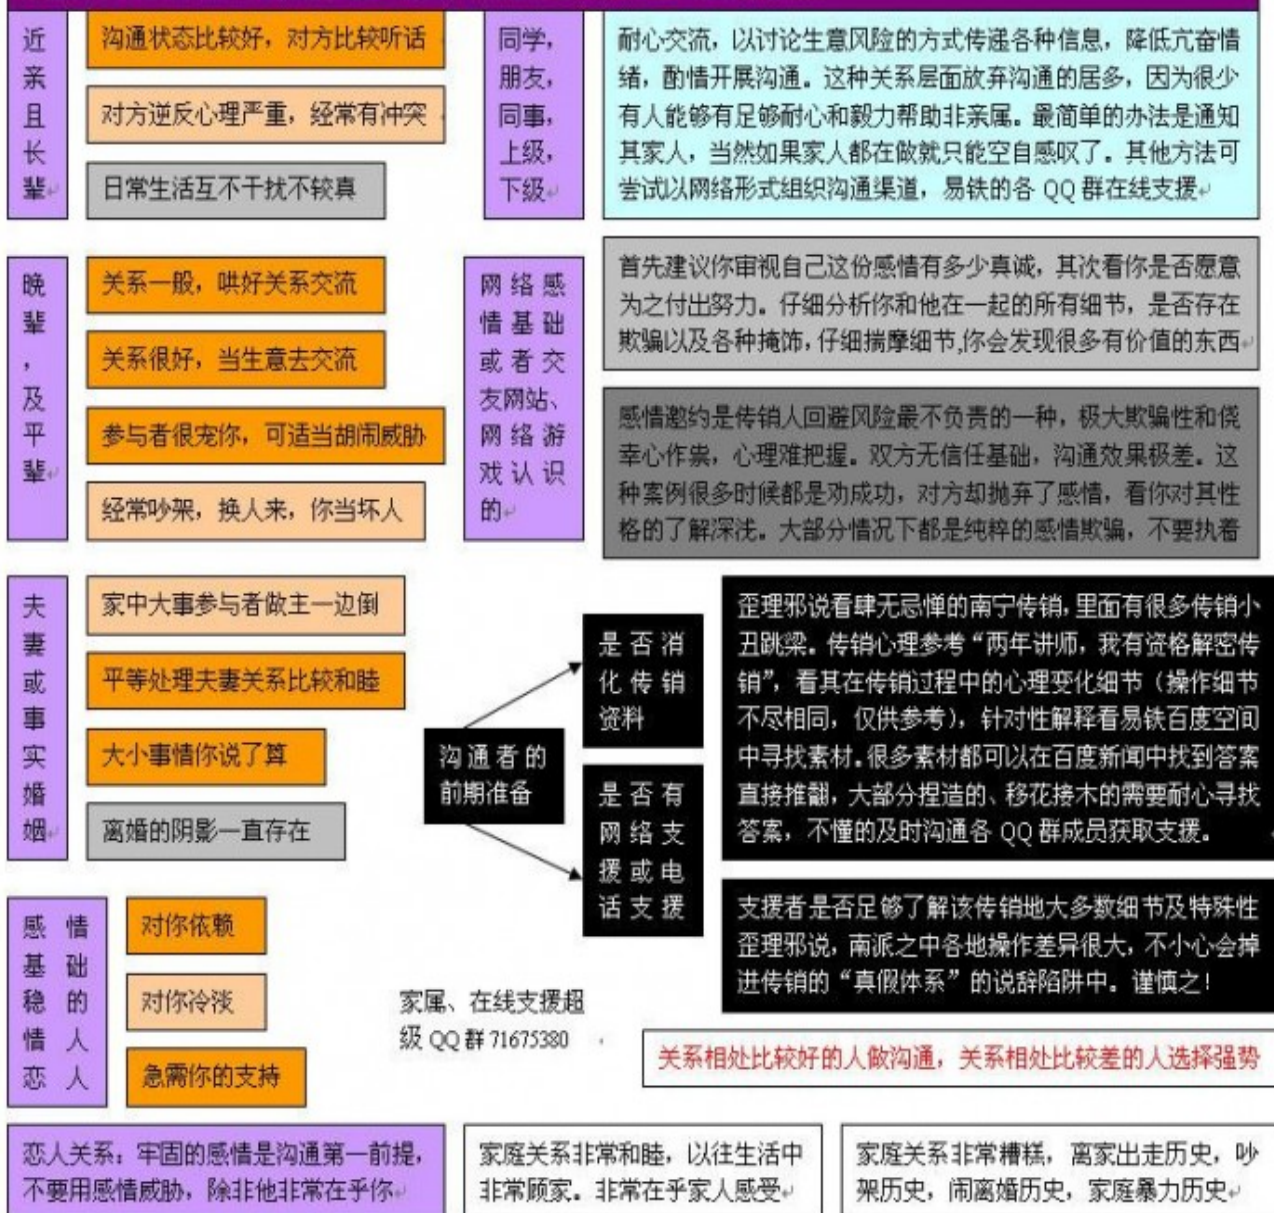 近
亲
且
长
辈
沟通状态比较好，对方比较听话
对方逆反心理严重，经常有冲突
日常生活互不干扰不较真
同学，
朋友，
同事，
上级，
下级
耐心交流，以讨论生意风险的方式传递各种信息，降低亢奋情
绪，酌情开展沟通。这种关系层面放弃沟通的居多，因为很少
有人能够有足够耐心和毅力帮助非亲属。最简单的办法是通知
其家人，当然如果家人都在做就只能空自感叹了。其他方法可
尝试以网络形式组织沟通渠道，易铁的各 QQ 群在线支援
晚
辈
，
及
平
辈
关系一般，哄好关系交流
关系很好，当生意去交流
参与者很宠你，可适当胡闹威胁
经常吵架，换人来，你当坏人
网络感
情基础
或者交
友网站、
网络游
戏认识
的
首先建议你审视自己这份感情有多少真诚，其次看你是否愿意
为之付出努力。仔细分析你和他在一起的所有细节，是否存在
欺骗以及各种掩饰，仔细揣摩细节,你会发现很多有价值的东西
感情邀约是传销人回避风险最不负责的一种，极大欺骗性和侥
幸心作祟，心理难把握。双方无信任基础，沟通效果极差。这
种案例很多时候都是劝成功，对方却抛弃了感情，看你对其性
格的了解深浅。大部分情况下都是纯粹的感情欺骗，不要执着
夫
妻
或
事
实
婚
姻
家中大事参与者做主一边倒
平等处理夫妻关系比较和睦
大小事情你说了算
离婚的阴影一直存在
沟通者的
前期准备
是否消
化传销
资料
是否有
网络支
援或电
话支援
歪理邪说看肆无忌惮的南宁传销，里面有很多传销小
丑跳梁。传销心理参考“两年讲师，我有资格解密传
销”，看其在传销过程中的心理变化细节（操作细节
不尽相同，仅供参考），针对性解释看易铁百度空间
中寻找素材。很多素材都可以在百度新闻中找到答案
直接推翻，大部分捏造的、移花接木的需要耐心寻找
答案，不懂的及时沟通各 QQ 群成员获取支援。
支援者是否足够了解该传销地大多数细节及特殊性
歪理邪说，南派之中各地操作差异很大，不小心会掉
进传销的“真假体系”的说辞陷阱中。谨慎之！
感情
基础
稳的
情人
恋人
对你依赖
对你冷淡
急需你的支持
家属、在线支援超
级 QQ 群 71675380
关系相处比较好的人做沟通，关系相处比较差的人选择强势
恋人关系：牢固的感情是沟通第一前提，
不要用感情威胁，除非他非常在乎你
家庭关系非常和睦，以往生活中
非常顾家。非常在乎家人感受
家庭关系非常糟糕，离家出走历史，吵
架历史，闹离婚历史，家庭暴力历史